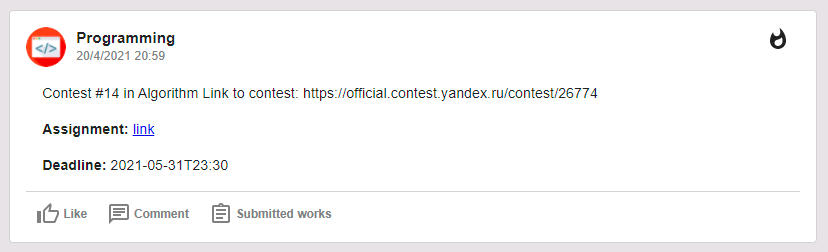 Programming
20/4/2021 20:59
Contest #14 in Algorithm Link to contest: https://official.contest.yandex.ru/contest/26774
Assignment: link
Deadline: 2021-05-31T23:30
Like Comment Submitted works